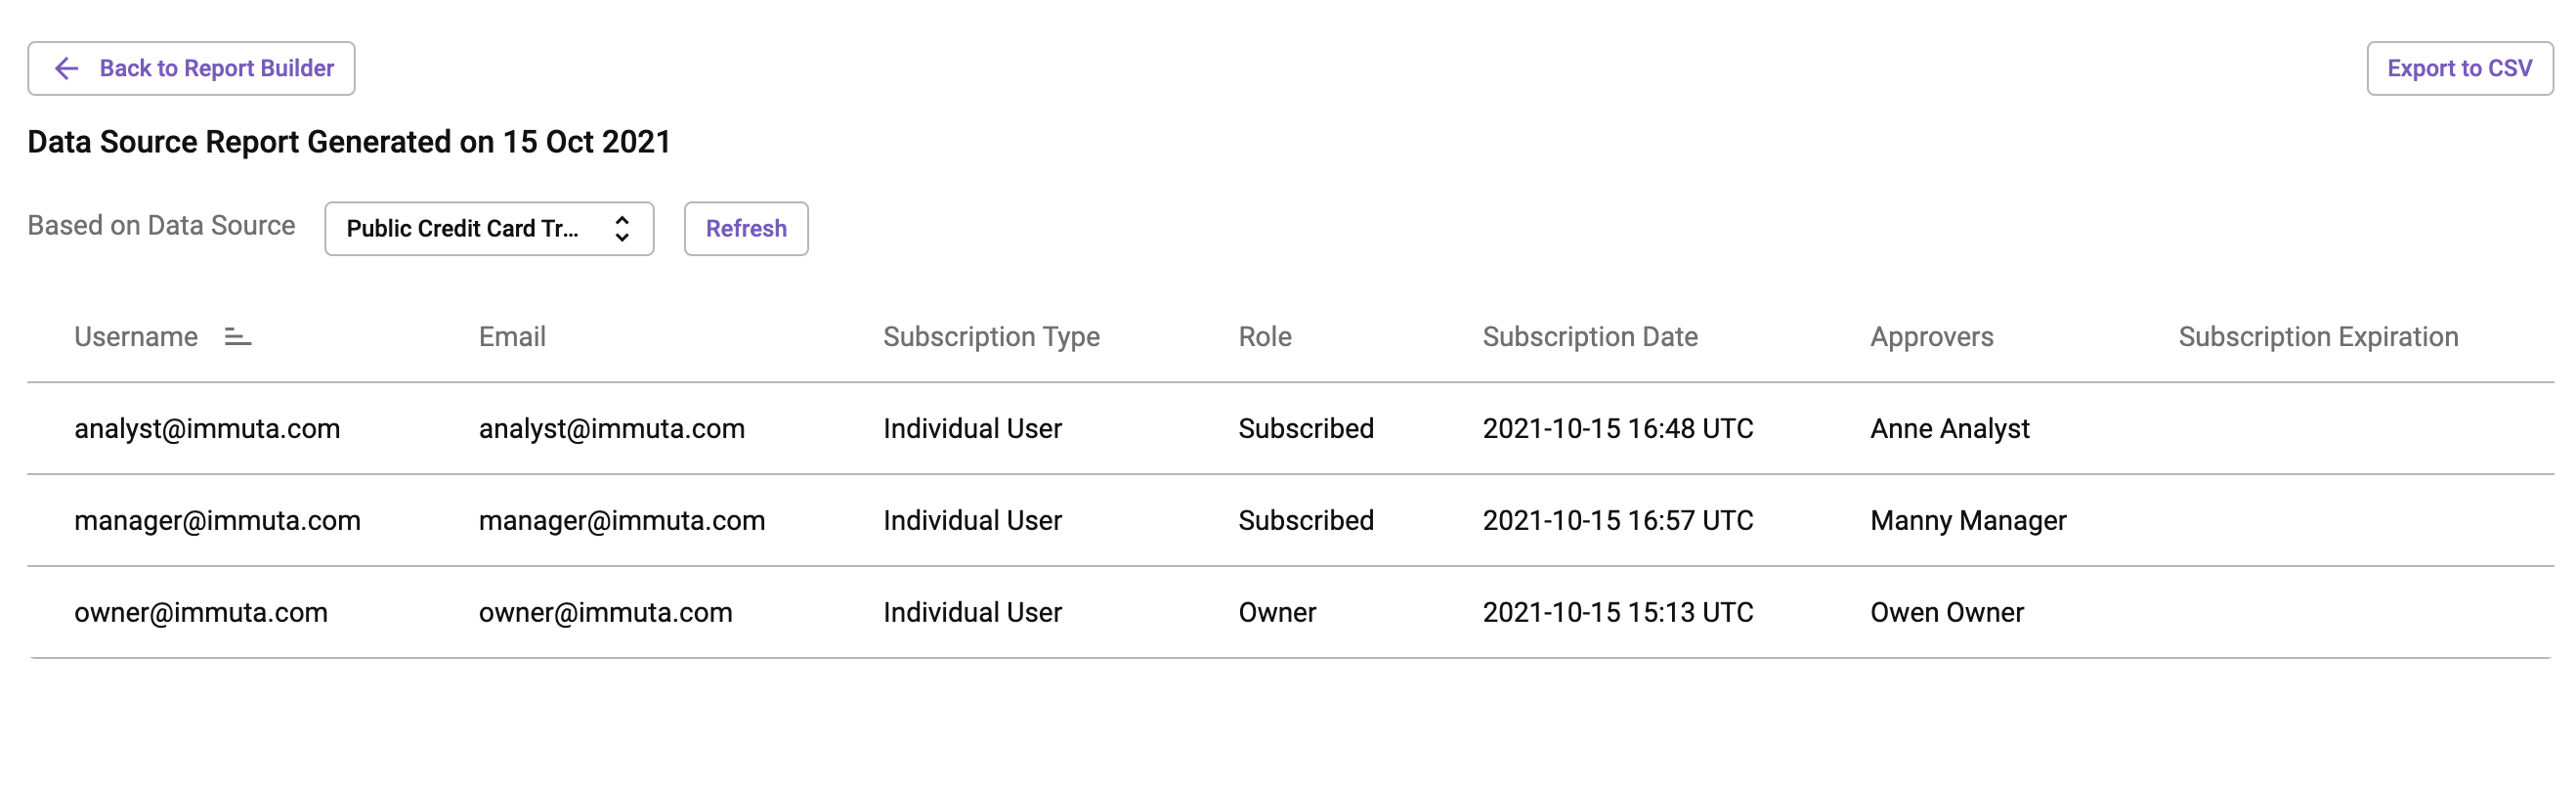 Back to Report Builder Export to CSV
Data Source Report Generated on 15 Oct 2021
Based on Data Source Public Credit Card Tr... Refresh
Username Email Subscription Type Role Subscription Date Approvers Subscription Expiration
analyst@immuta.com analyst@immuta.com Individual User Subscribed 2021-10-15 16:48 UTC Anne Analyst
manager@immuta.com manager@immuta.com Individual User Subscribed 2021-10-15 16:57 UTC Manny Manager
owner@immuta.com owner@immuta.com Individual User Owner 2021-10-15 15:13 UTC Owen Owner